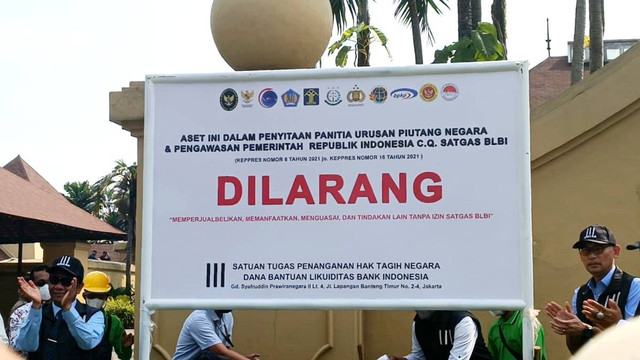 ASET INI DALAM PENYITAAN PANITIA URUSAN PIUTANG NEGARA
& PENGAWASAN PEMERINTAH REPUBLIK INDONESIA C.Q. SATGAS BLBI
(KEPPRES NOMOR 6 TAHUN 2021 jo. KEPPRES NOMOR 16 TAHUN 2021)
DILARANG
"MEMPERJUALBELIKAN, MEMANFAATKAN, MENGUASAI, DAN TINDAKAN LAIN TANPA IZIN SATGAS BLBI"
SATUAN TUGAS PENANGANAN HAK TAGIH NEGARA
DANA BANTUAN LIKUIDITAS BANK INDONESIA
Gd. Syafruddin Prawiranegara II Lt. 4, Jl. Lapangan Banteng Timur No. 2-4, Jakarta